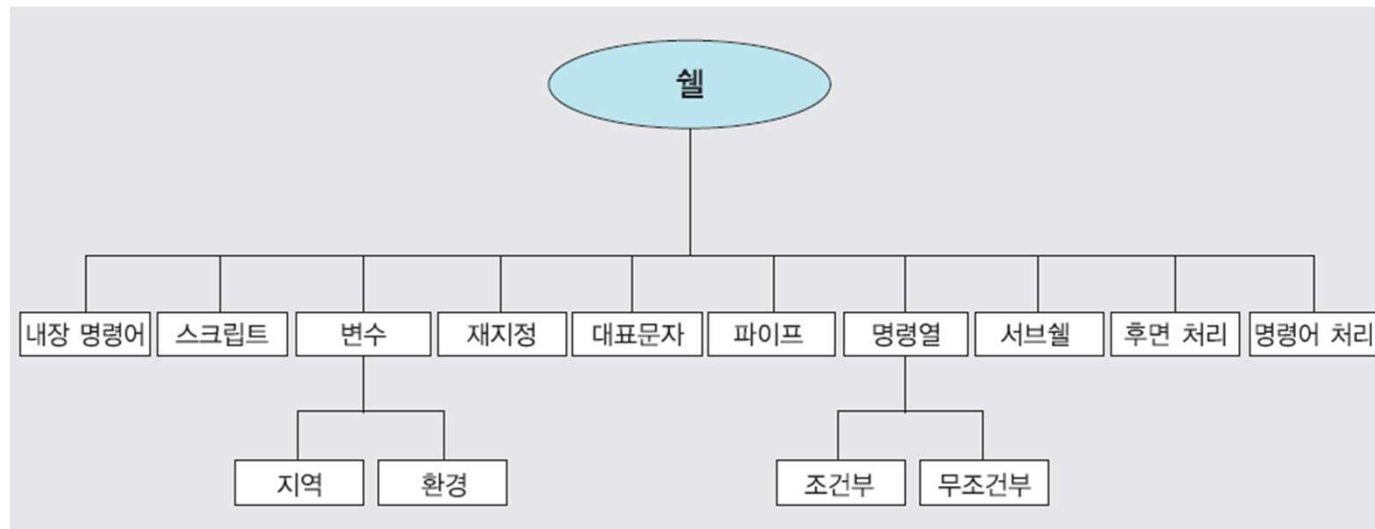 쉘
내장 명령어 스크립트 변수 재지정 대표문자 파이프 명령열 서브쉘 후면 처리 명령어 처리
지역 환경 조건부 무조건부